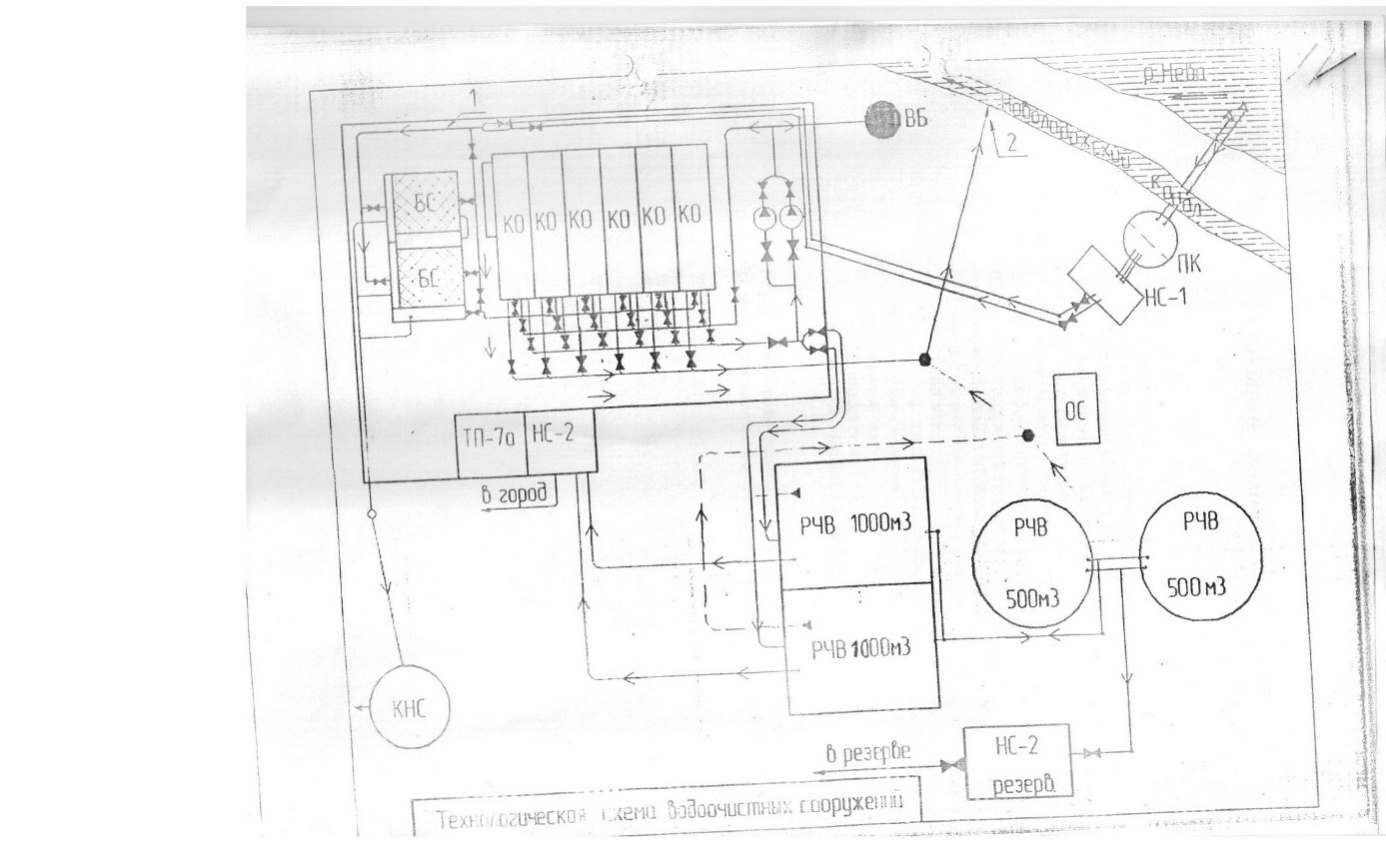 р.Нева
1
ВБ
2
Новоладожский
канал
БС
КО КО КО КО КО КО
ПК
БС
НС-1
ОС
ТП-7а
НС-2
в город
РЧВ 1000м3
РЧВ
500м3
РЧВ
500м3
РЧВ 1000м3
КНС
НС-2
резерв.
в резерве
Технологическая схема водоочистных сооружений